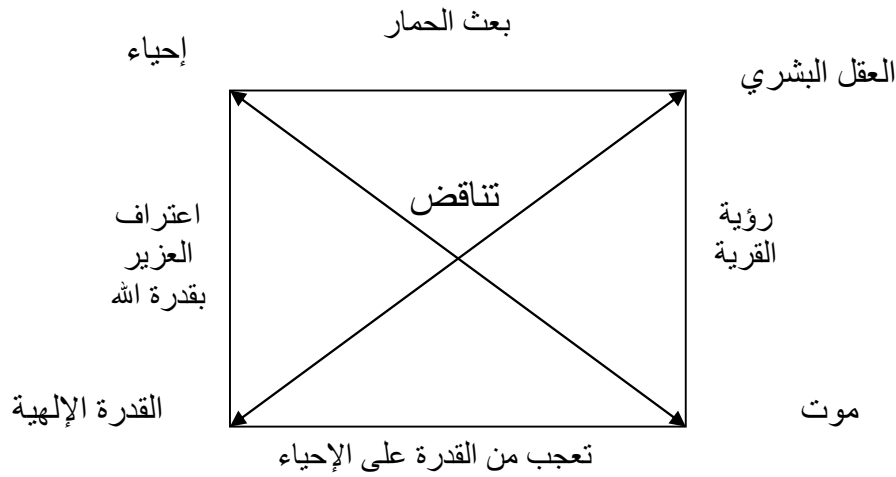 بعث الحمار
إحياء
العقل البشري
تناقض
رؤية
القرية
اعتراف
العزير
بقدرة الله
موت
القدرة الإلهية
تعجب من القدرة على الإحياء